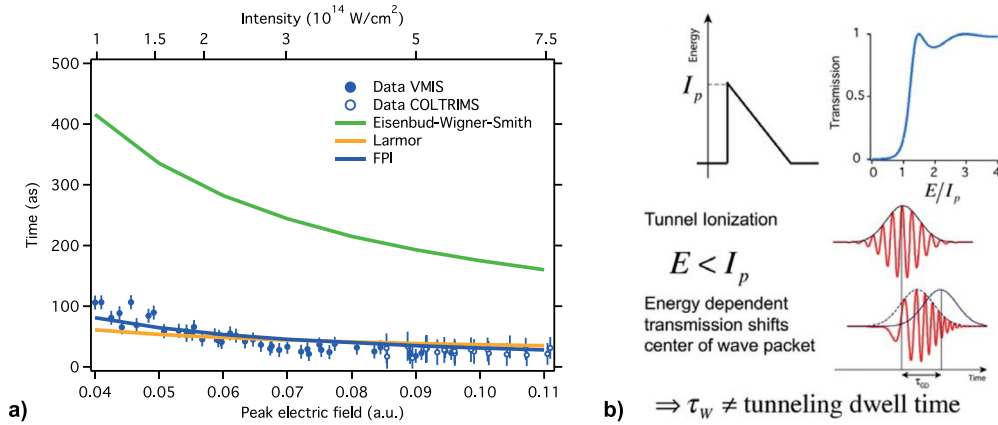 Intensity (10^14 W/cm^2)
1 1.5 2 3 5 7.5
500
400
300
200
100
0
Time (as)
Data VMIS
Data COLTRIMS
Eisenbud-Wigner-Smith
Larmor
FPI
0.04 0.05 0.06 0.07 0.08 0.09 0.10 0.11
Peak electric field (a.u.)
a)
Energy
I_p
Transmission
1
0.5
0
0 1 2 3 4
E/I_p
Tunnel Ionization
E < I_p
Energy dependent
transmission shifts
center of wave packet
τ_GD
Time
b)
⇒ τ_W ≠ tunneling dwell time